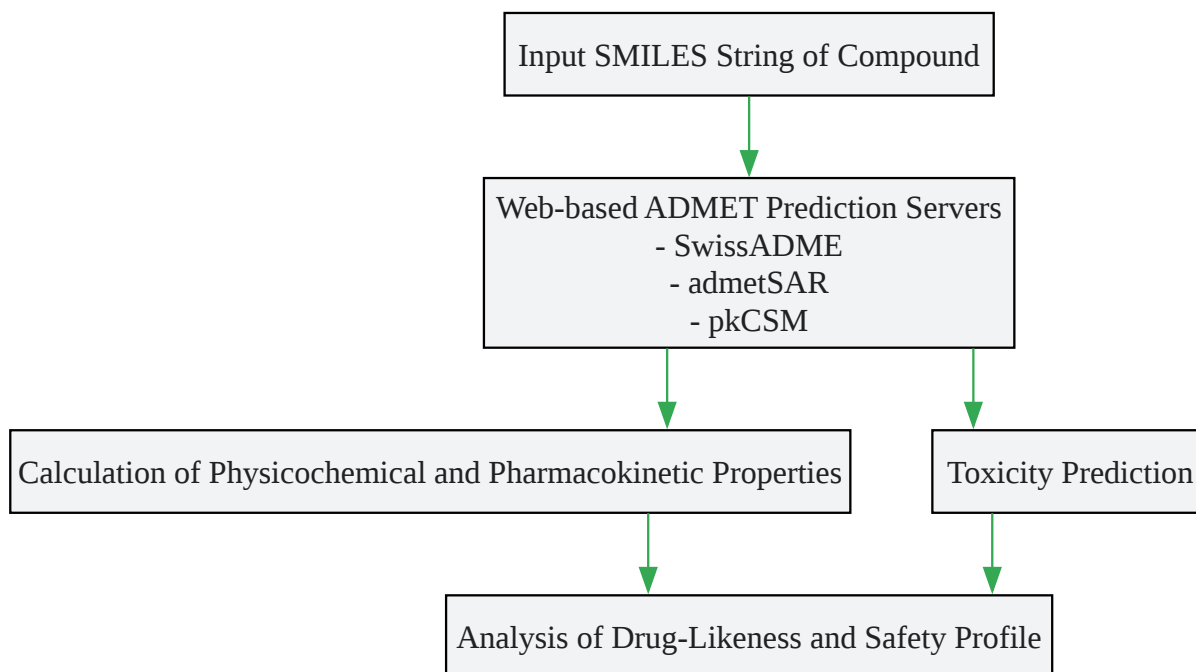 Input SMILES String of Compound
Web-based ADMET Prediction Servers
- SwissADME
- admetSAR
- pkCSM
Calculation of Physicochemical and Pharmacokinetic Properties
Toxicity Prediction
Analysis of Drug-Likeness and Safety Profile